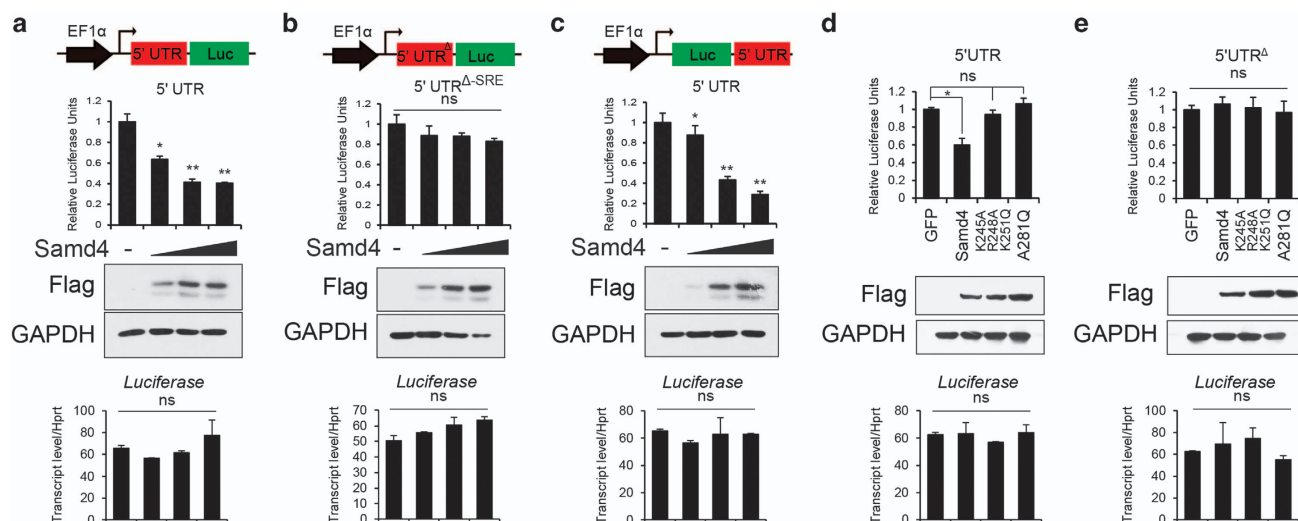 a
EF1α
5' UTR
Luc
5' UTR
Relative Luciferase Units
1.2
1
0.8
0.6
0.4
0.2
0
*
**
**
Samd4
-
Flag
GAPDH
Luciferase
ns
Transcript level/Hprt
100
80
60
40
20
0
b
EF1α
5' UTRΔ
Luc
5' UTRΔ-SRE
ns
Relative Luciferase Units
1.2
1
0.8
0.6
0.4
0.2
0
Samd4
-
Flag
GAPDH
Luciferase
ns
Transcript level/Hprt
70
60
50
40
30
20
10
0
c
EF1α
Luc
5' UTR
5' UTR
Relative Luciferase Units
1.2
1
0.8
0.6
0.4
0.2
0
*
**
**
Samd4
-
Flag
GAPDH
Luciferase
ns
Transcript level/Hprt
80
60
40
20
0
d
5'UTR
ns
*
Relative Luciferase Units
1.2
1
0.8
0.6
0.4
0.2
0
GFP
Samd4
K245A
R248A
K251Q
A281Q
Flag
GAPDH
Luciferase
ns
Transcript level/Hprt
80
60
40
20
0
e
5'UTRΔ
ns
Relative Luciferase Units
1.2
1
0.8
0.6
0.4
0.2
0
GFP
Samd4
K245A
R248A
K251Q
A281Q
Flag
GAPDH
Luciferase
ns
Transcript level/Hprt
100
80
60
40
20
0